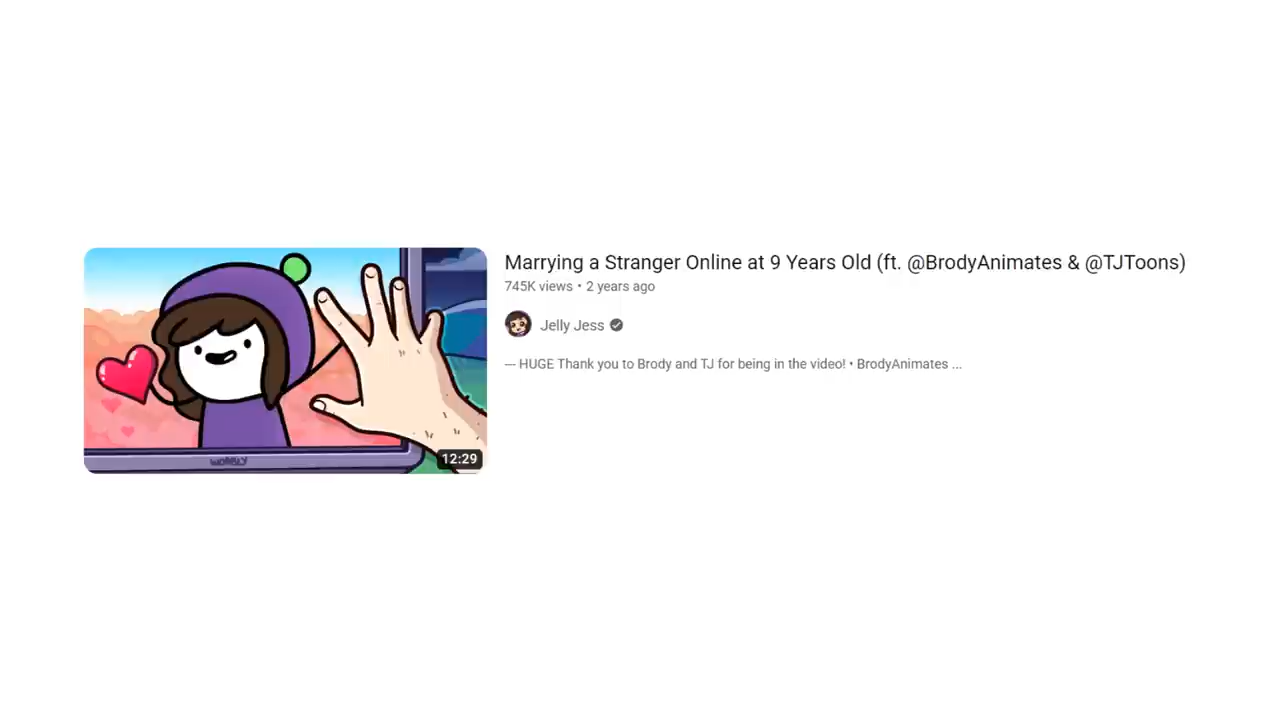 Marrying a Stranger Online at 9 Years Old (ft. @BrodyAnimates & @TJToons)
745K views • 2 years ago
Jelly Jess
--- HUGE Thank you to Brody and TJ for being in the video! • BrodyAnimates ...
12:29